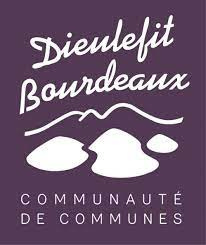 Dieulefit
Bourdeaux
COMMUNAUTÉ
DE COMMUNES